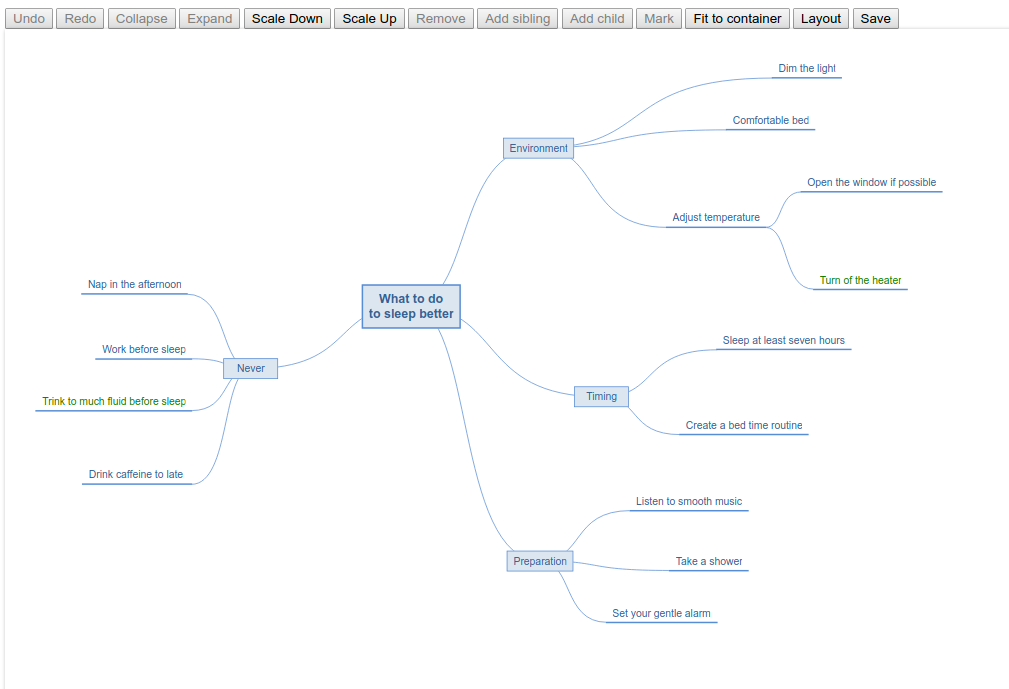 Undo Redo Collapse Expand Scale Down Scale Up Remove Add sibling Add child Mark Fit to container Layout Save
Dim the light
Comfortable bed
Environment
Open the window if possible
Adjust temperature
Turn of the heater
Nap in the afternoon
What to do
to sleep better
Sleep at least seven hours
Work before sleep
Never
Timing
Trink to much fluid before sleep
Create a bed time routine
Drink caffeine to late
Listen to smooth music
Preparation
Take a shower
Set your gentle alarm